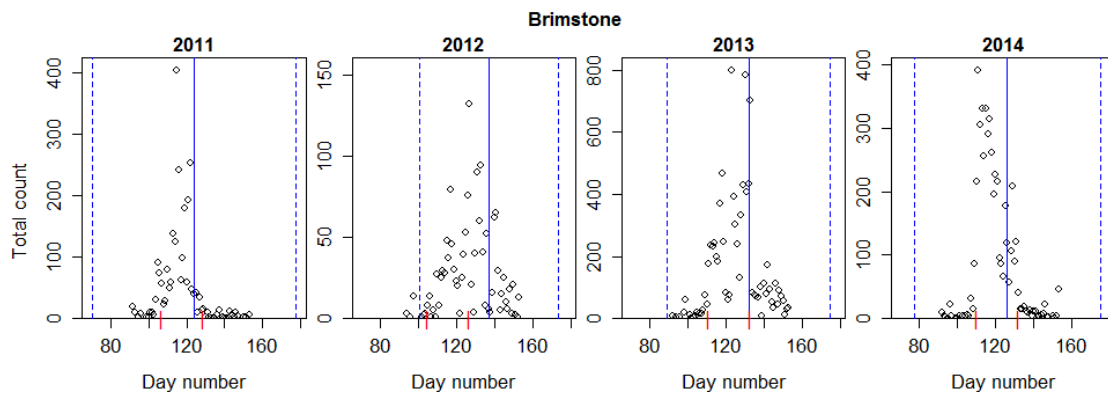 Brimstone
2011 2012 2013 2014
Total count
0 100 200 300 400
0 50 100 150
0 200 400 600 800
0 100 200 300 400
80 120 160 80 120 160 80 120 160 80 120 160
Day number Day number Day number Day number